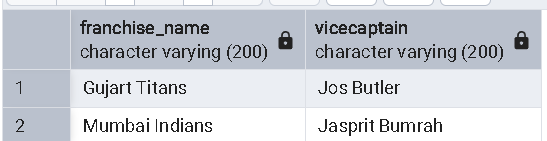 franchise_name vicecaptain
character varying (200) character varying (200)
1 Gujart Titans Jos Butler
2 Mumbai Indians Jasprit Bumrah